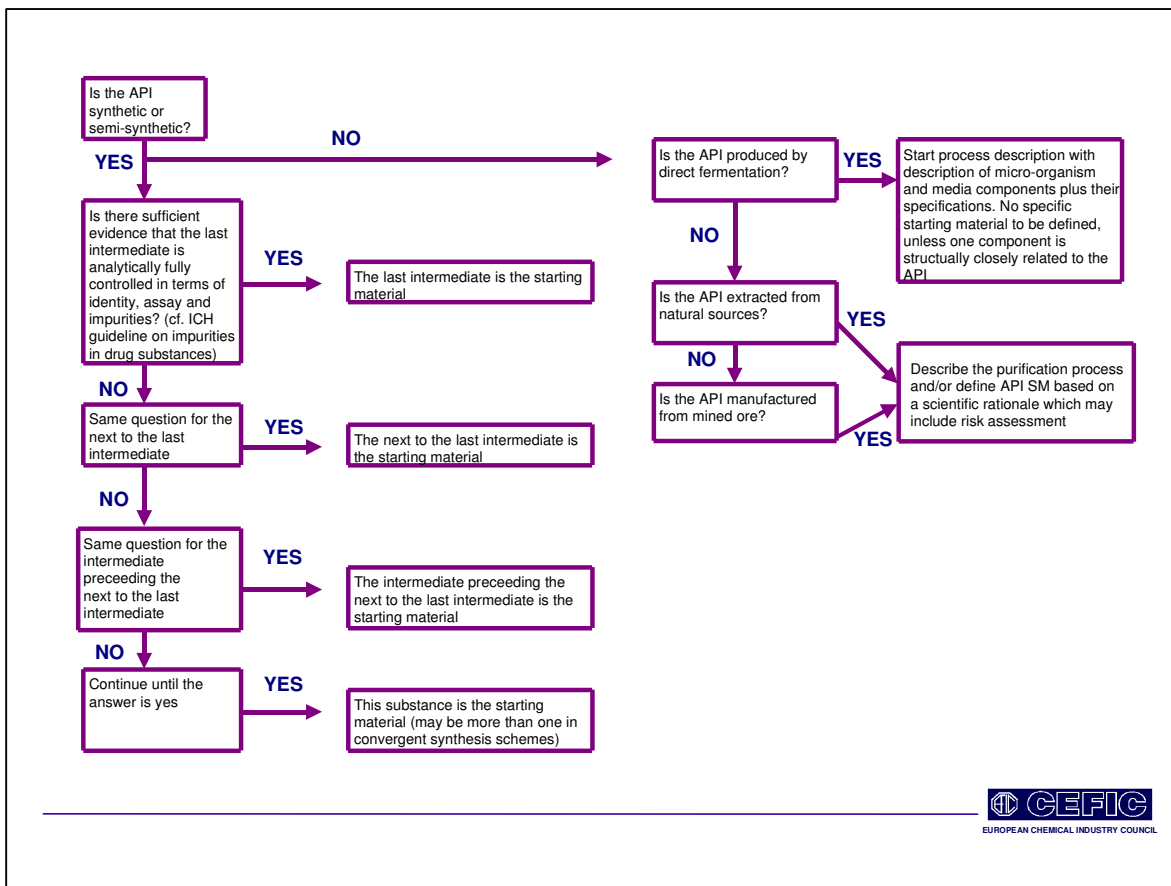 Is the API
synthetic or
semi-synthetic?
NO
YES
Is there sufficient
evidence that the last
intermediate is
analytically fully
controlled in terms of
identity, assay and
impurities? (cf. ICH
guideline on impurities
in drug substances)
YES
The last intermediate is the starting
material
NO
Same question for the
next to the last
intermediate
YES
The next to the last intermediate is
the starting material
NO
Same question for the
intermediate
preceeding the
next to the last
intermediate
YES
The intermediate preceeding the
next to the last intermediate is the
starting material
NO
Continue until the
answer is yes
YES
This substance is the starting
material (may be more than one in
convergent synthesis schemes)
Is the API produced by
direct fermentation?
YES
Start process description with
description of micro-organism
and media components plus their
specifications. No specific
starting material to be defined,
unless one component is
structually closely related to the
API
NO
Is the API extracted from
natural sources?
YES
NO
Is the API manufactured
from mined ore?
YES
Describe the purification process
and/or define API SM based on
a scientific rationale which may
include risk assessment
CEFIC
EUROPEAN CHEMICAL INDUSTRY COUNCIL